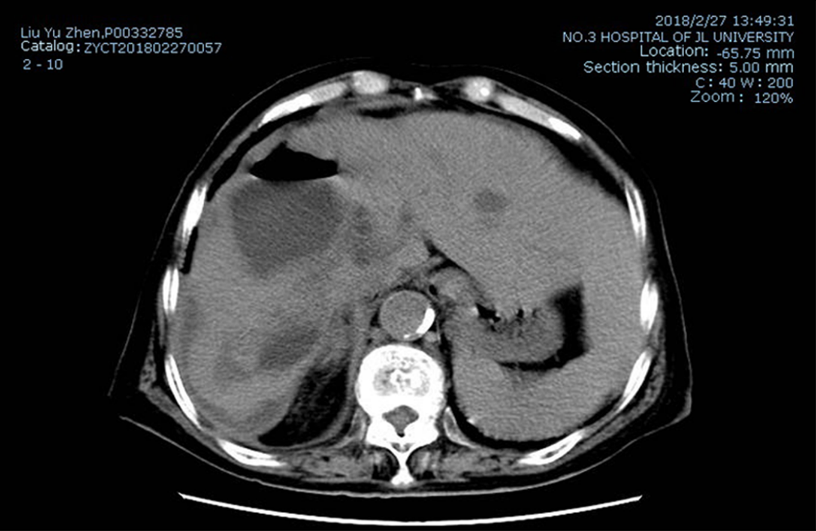 Liu Yu Zhen,P00332785
Catalog: ZYCT201802270057
2 - 10
2018/2/27 13:49:31
NO.3 HOSPITAL OF JL UNIVERSITY
Location: -65.75 mm
Section thickness: 5.00 mm
C: 40 W: 200
Zoom: 120%